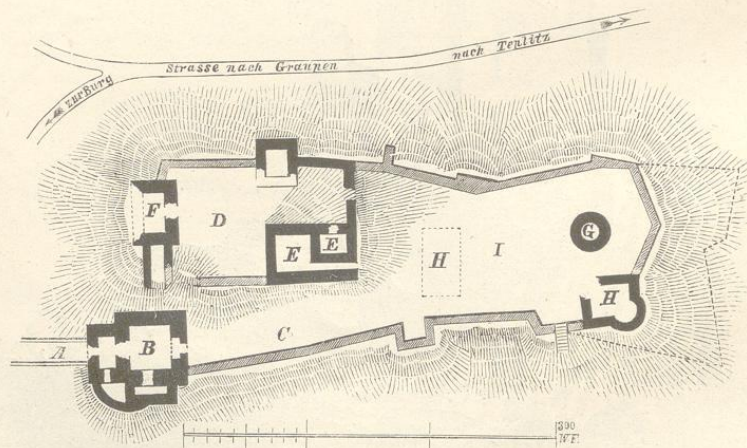 Strasse nach Graupen
nach Teplitz
zur Burg
F
D
E
E
H
I
G
H
A
B
C
300
W.F.